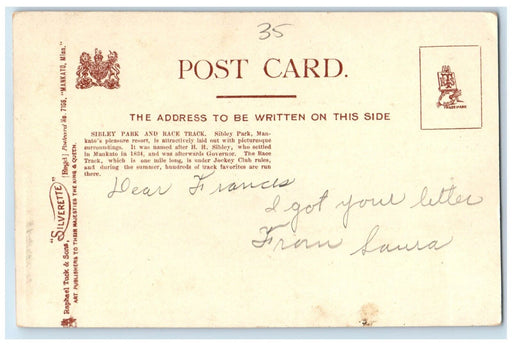 35
POST CARD.
THE ADDRESS TO BE WRITTEN ON THIS SIDE
SIBLEY PARK AND RACE TRACK. Sibley Park, Man-
kato's pleasure resort, is attractively laid out with picturesque
surroundings. It was named after H. H. Sibley, who settled
in Mankato in 1834, and was afterwards Governor. The Race
Track, which is one mile long, is under Jockey Club rules,
and during the summer, hundreds of track favorites are run
there.
Dear Frances
I got your letter
From Laura
Raphael Tuck & Sons, "SILVERETTE" [Regd.] Postcard No. 7156, "MANKATO, Minn."
ART PUBLISHERS TO THEIR MAJESTIES THE KING & QUEEN.
TRADE MARK